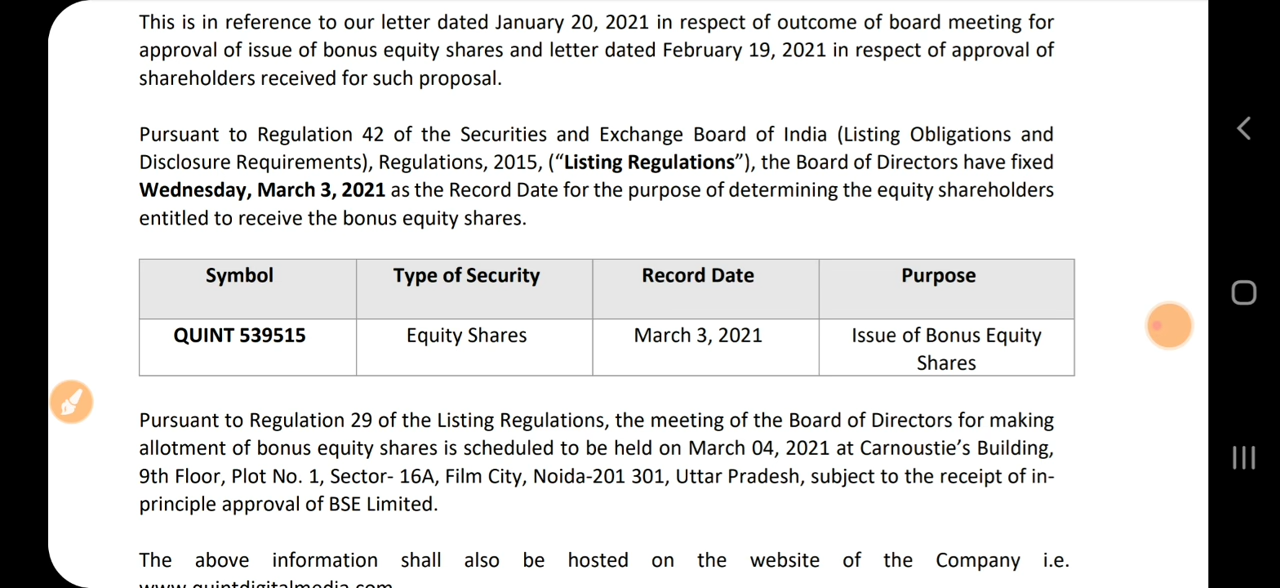 This is in reference to our letter dated January 20, 2021 in respect of outcome of board meeting for
approval of issue of bonus equity shares and letter dated February 19, 2021 in respect of approval of
shareholders received for such proposal.
Pursuant to Regulation 42 of the Securities and Exchange Board of India (Listing Obligations and
Disclosure Requirements), Regulations, 2015, (“Listing Regulations”), the Board of Directors have fixed
Wednesday, March 3, 2021 as the Record Date for the purpose of determining the equity shareholders
entitled to receive the bonus equity shares.
Symbol Type of Security Record Date Purpose
QUINT 539515 Equity Shares March 3, 2021 Issue of Bonus Equity
Shares
Pursuant to Regulation 29 of the Listing Regulations, the meeting of the Board of Directors for making
allotment of bonus equity shares is scheduled to be held on March 04, 2021 at Carnoustie’s Building,
9th Floor, Plot No. 1, Sector- 16A, Film City, Noida-201 301, Uttar Pradesh, subject to the receipt of in-
principle approval of BSE Limited.
The above information shall also be hosted on the website of the Company i.e.
www.quintdigitalmedia.com